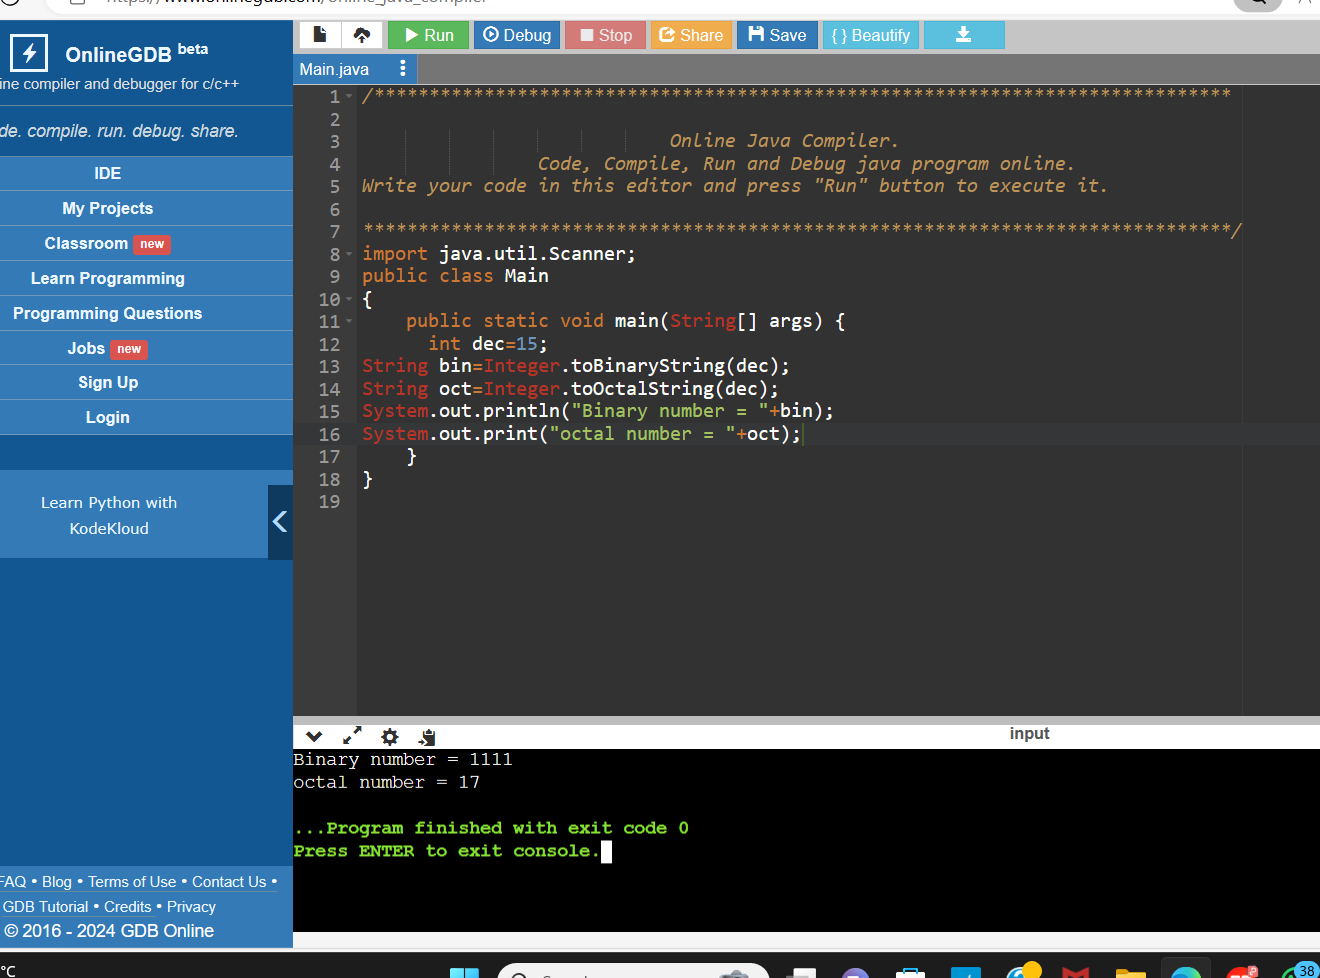 OnlineGDB beta
ine compiler and debugger for c/c++
de. compile. run. debug. share.
IDE
My Projects
Classroom new
Learn Programming
Programming Questions
Jobs new
Sign Up
Login
Learn Python with
KodeKloud
FAQ • Blog • Terms of Use • Contact Us •
GDB Tutorial • Credits • Privacy
© 2016 - 2024 GDB Online
Run Debug Stop Share Save { } Beautify
Main.java
1 /******************************************************************************
2
3 Online Java Compiler.
4 Code, Compile, Run and Debug java program online.
5 Write your code in this editor and press "Run" button to execute it.
6
7 *******************************************************************************/
8 import java.util.Scanner;
9 public class Main
10 {
11 public static void main(String[] args) {
12 int dec=15;
13 String bin=Integer.toBinaryString(dec);
14 String oct=Integer.toOctalString(dec);
15 System.out.println("Binary number = "+bin);
16 System.out.print("octal number = "+oct);
17 }
18 }
19
input
Binary number = 1111
octal number = 17
...Program finished with exit code 0
Press ENTER to exit console.
°C
38